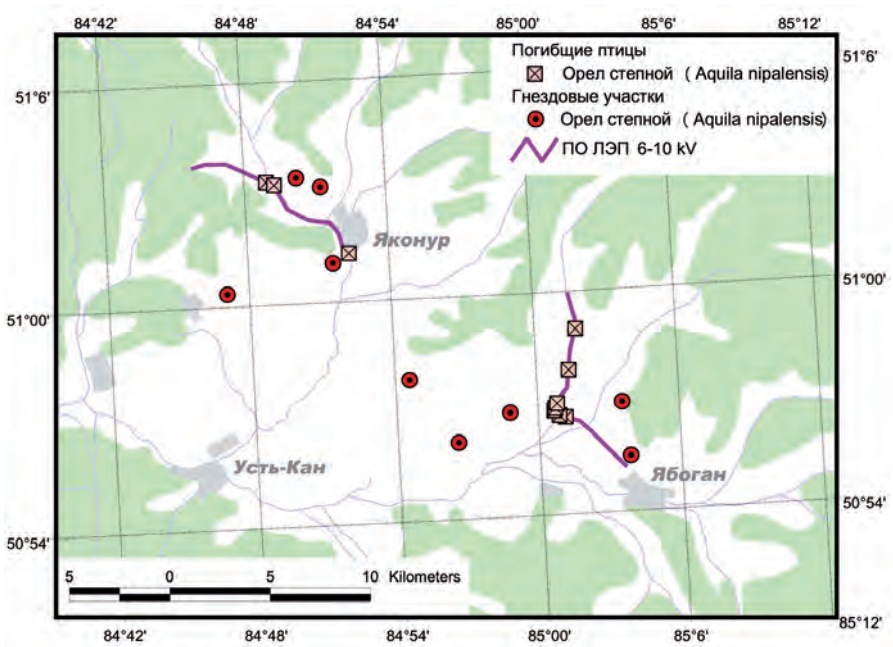 84°42' 84°48' 84°54' 85°00' 85°6' 85°12'
Погибщие птицы
Орел степной ( Aquila nipalensis)
Гнездовые участки
Орел степной ( Aquila nipalensis)
ПО ЛЭП 6-10 kV
51°6' 51°6'
Яконур
51°00' 51°00'
Усть-Кан
Ябоган
50°54' 50°54'
5 0 5 10 Kilometers
84°42' 84°48' 84°54' 85°00' 85°6' 85°12'